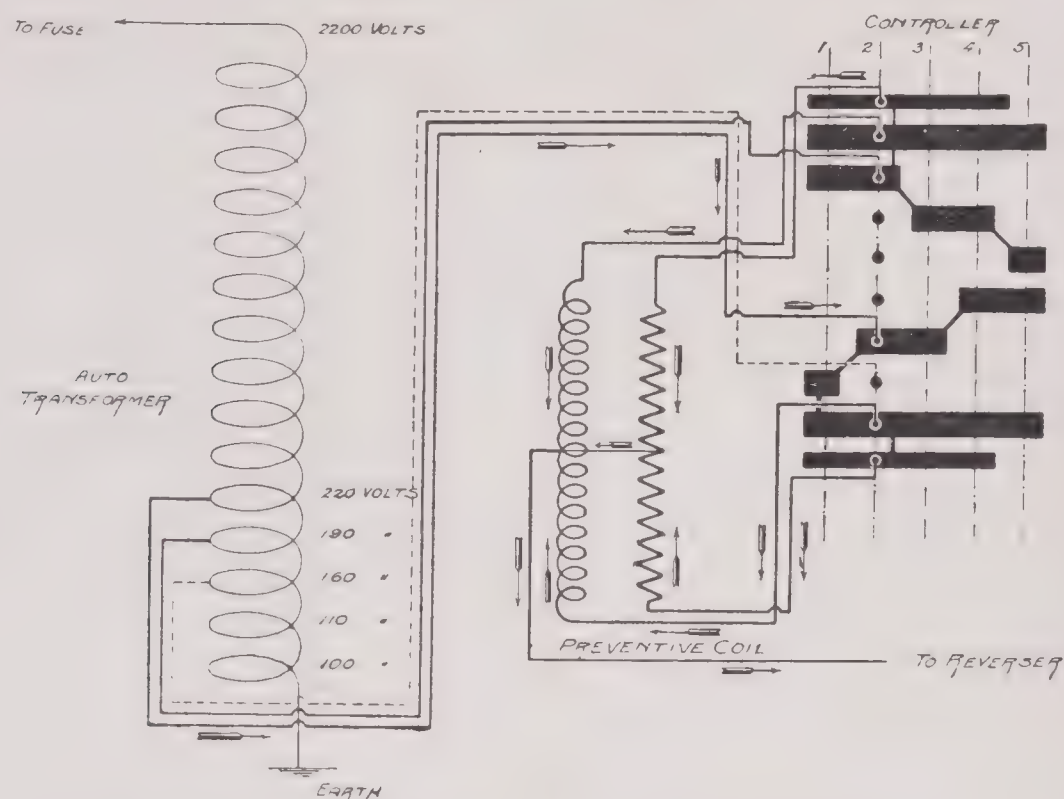 TO FUSE
2200 VOLTS
CONTROLLER
1 2 3 4 5
AUTO
TRANSFORMER
220 VOLTS
190 "
160 "
110 "
100 "
PREVENTIVE COIL
TO REVERSER
EARTH